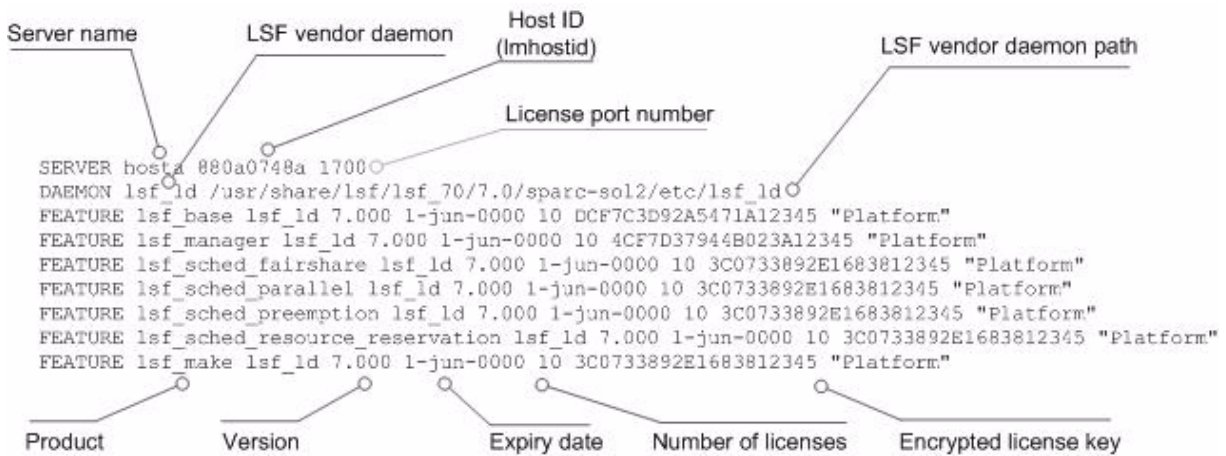 Server name LSF vendor daemon Host ID
(lmhostid) LSF vendor daemon path
License port number
SERVER hosta 880a0748a 1700
DAEMON lsf_ld /usr/share/lsf/lsf_70/7.0/sparc-sol2/etc/lsf_ld
FEATURE lsf_base lsf_ld 7.000 1-jun-0000 10 DCF7C3D92A5471A12345 "Platform"
FEATURE lsf_manager lsf_ld 7.000 1-jun-0000 10 4CF7D37944B023A12345 "Platform"
FEATURE lsf_sched_fairshare lsf_ld 7.000 1-jun-0000 10 3C0733892E1683812345 "Platform"
FEATURE lsf_sched_parallel lsf_ld 7.000 1-jun-0000 10 3C0733892E1683812345 "Platform"
FEATURE lsf_sched_preemption lsf_ld 7.000 1-jun-0000 10 3C0733892E1683812345 "Platform"
FEATURE lsf_sched_resource_reservation lsf_ld 7.000 1-jun-0000 10 3C0733892E1683812345 "Platform"
FEATURE lsf_make lsf_ld 7.000 1-jun-0000 10 3C0733892E1683812345 "Platform"
Product Version Expiry date Number of licenses Encrypted license key